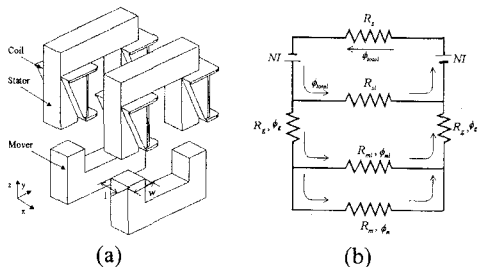 Coil
Stator
Mover
z
y
x
l
w
(a)
R_s
ϕ_total
NI
NI
ϕ_total
R_sl
R_g, ϕ_g
R_g, ϕ_g
R_ml, ϕ_ml
R_m, ϕ_m
(b)